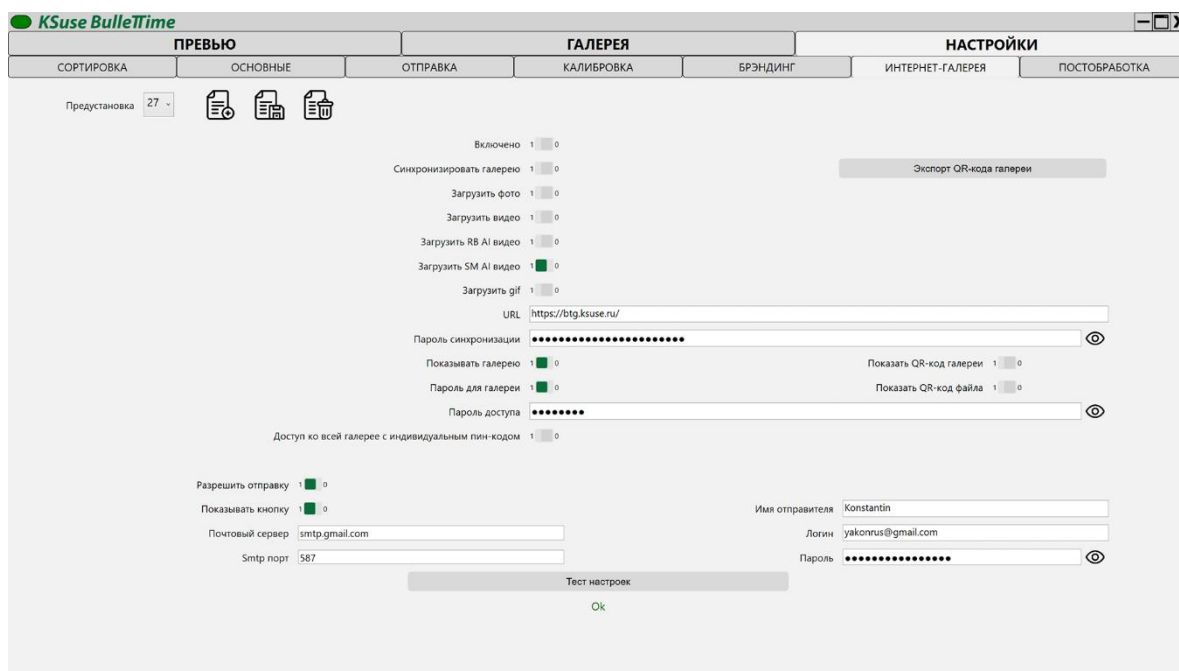 KSuse BulletTime
ПРЕВЬЮ ГАЛЕРЕЯ НАСТРОЙКИ
СОРТИРОВКА ОСНОВНЫЕ ОТПРАВКА КАЛИБРОВКА БРЭНДИНГ ИНТЕРНЕТ-ГАЛЕРЕЯ ПОСТОБРАБОТКА
Предустановка 27
Включено 1 0
Синхронизировать галерею 1 0 Экспорт QR-кода галереи
Загрузить фото 1 0
Загрузить видео 1 0
Загрузить RB AI видео 1 0
Загрузить SM AI видео 1 0
Загрузить gif 1 0
URL https://btg.ksuse.ru/
Пароль синхронизации ●●●●●●●●●●●●●●●●●●●●●●●
Показывать галерею 1 0 Показать QR-код галереи 1 0
Пароль для галереи 1 0 Показать QR-код файла 1 0
Пароль доступа ●●●●●●●●
Доступ ко всей галерее с индивидуальным пин-кодом 1 0
Разрешить отправку 1 0
Показывать кнопку 1 0 Имя отправителя Konstantin
Почтовый сервер smtp.gmail.com Логин yakonrus@gmail.com
Smtp порт 587 Пароль ●●●●●●●●●●●●●●●●
Тест настроек
Ok